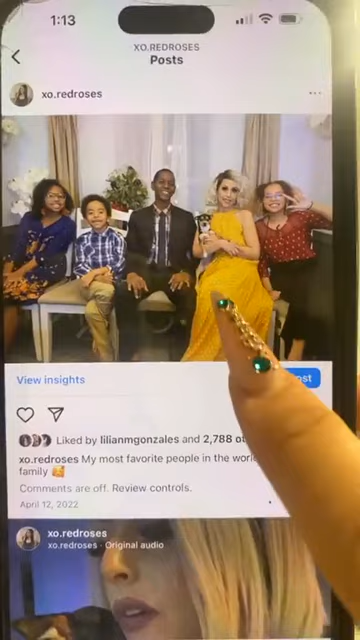 1:13
XO.REDROSES
Posts
xo.redroses
View insights
Liked by lilianmgonzales and 2,788
xo.redroses My most favorite people in the
family 🥰
Comments are off. Review controls.
April 12, 2022
xo.redroses
xo.redroses • Original audio